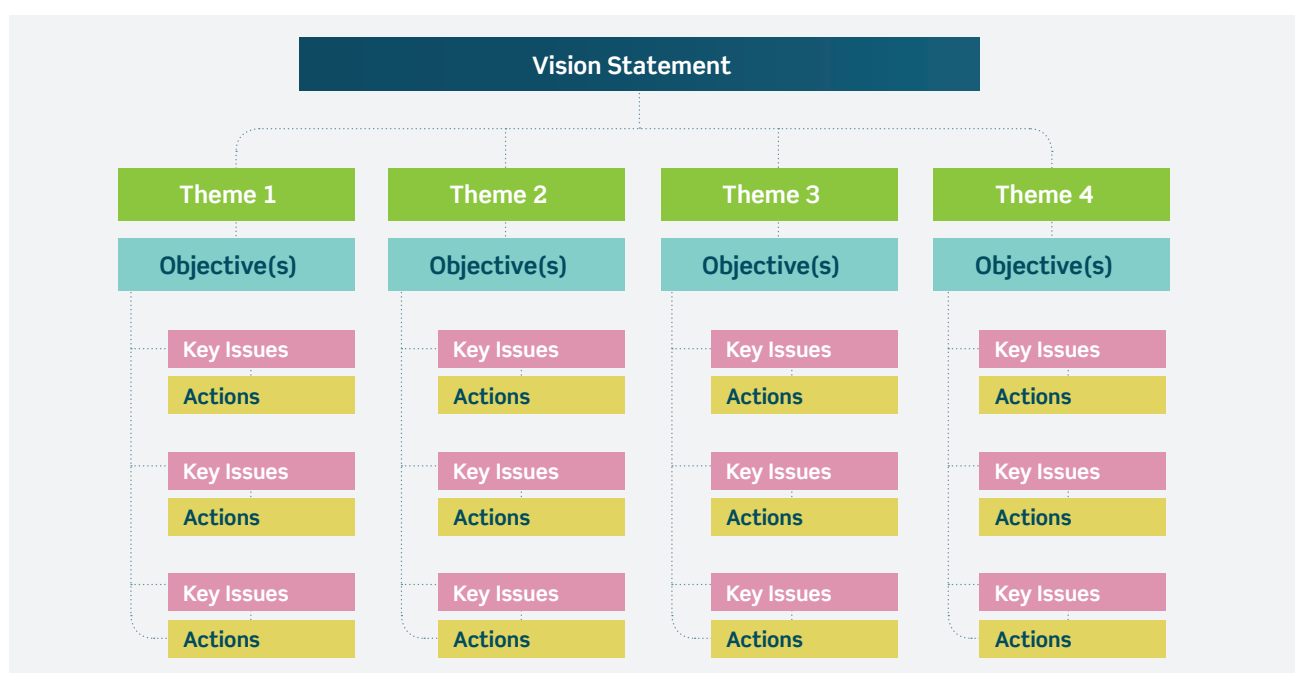 Vision Statement
Theme 1
Objective(s)
Key Issues
Actions
Key Issues
Actions
Key Issues
Actions
Theme 2
Objective(s)
Key Issues
Actions
Key Issues
Actions
Key Issues
Actions
Theme 3
Objective(s)
Key Issues
Actions
Key Issues
Actions
Key Issues
Actions
Theme 4
Objective(s)
Key Issues
Actions
Key Issues
Actions
Key Issues
Actions